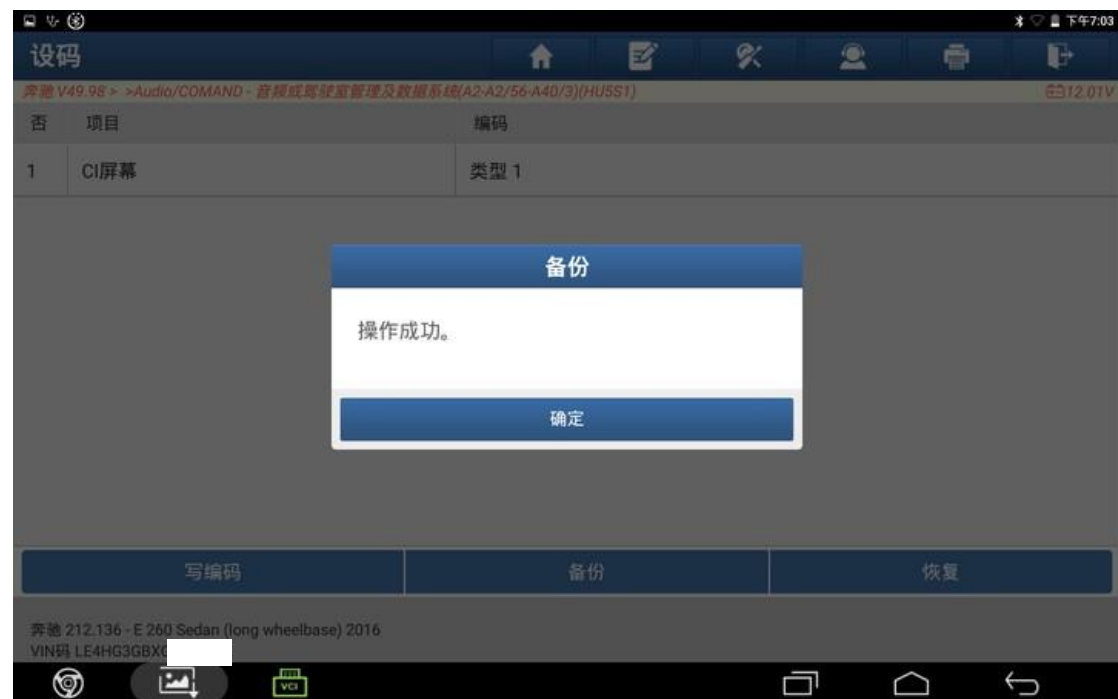 下午7:03
设码
奔驰 V49.98 > >Audio/COMAND - 音频或驾驶室管理及数据系统(A2-A2/56-A40/3)(HU5S1) 12.01V
否 项目 编码
1 CI屏幕 类型 1
备份
操作成功。
确定
写编码 备份 恢复
奔驰 212.136 - E 260 Sedan (long wheelbase) 2016
VIN码 LE4HG3GBX
VCI